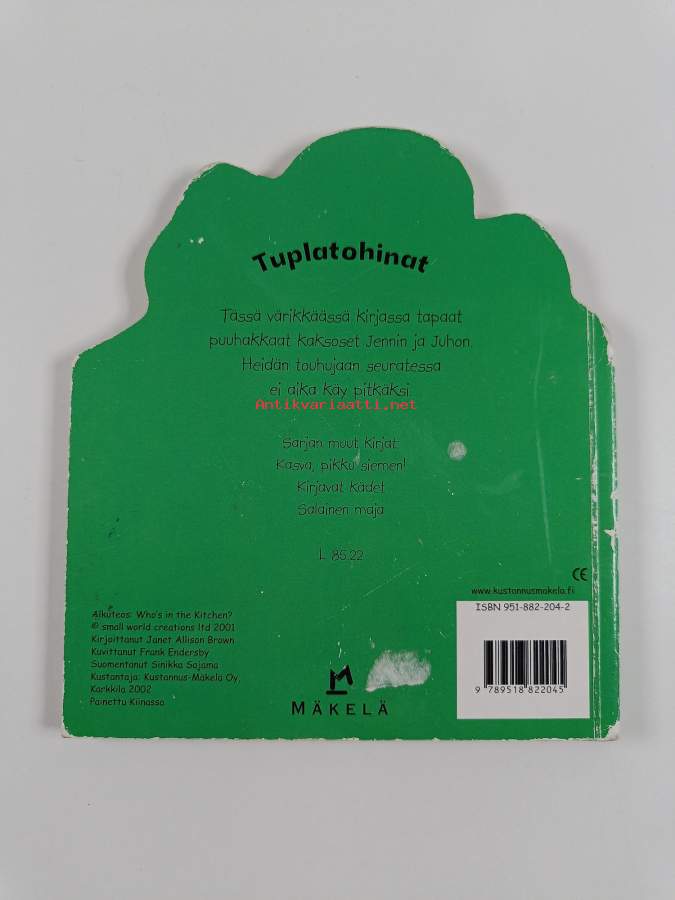 Tuplatohinat
Tässä värikkäässä kirjassa tapaat
puuhakkaat kaksoset Jennin ja Juhon.
Heidän touhujaan seuratessa
ei aika käy pitkäksi.
Antikvariaatti.net
Sarjan muut kirjat:
Kasva, pikku siemen!
Kirjavat kädet
Salainen maja
L 85.22
CE
www.kustannusmakela.fi
ISBN 951-882-204-2
9 789518 822045
Alkuteos: Who's in the Kitchen?
© small world creations ltd 2001
Kirjoittanut Janet Allison Brown
Kuvittanut Frank Endersby
Suomentanut Sinikka Sajama
Kustantaja: Kustannus-Mäkelä Oy,
Karkkila 2002
Painettu Kiinassa
MÄKELÄ